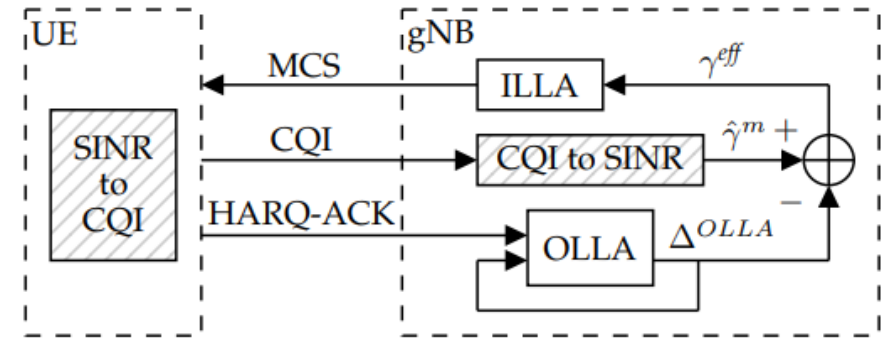 UE
gNB
MCS
ILLA
γ^{eff}
SINR
to
CQI
CQI
CQI to SINR
γ̂^m +
−
HARQ-ACK
OLLA
Δ^{OLLA}